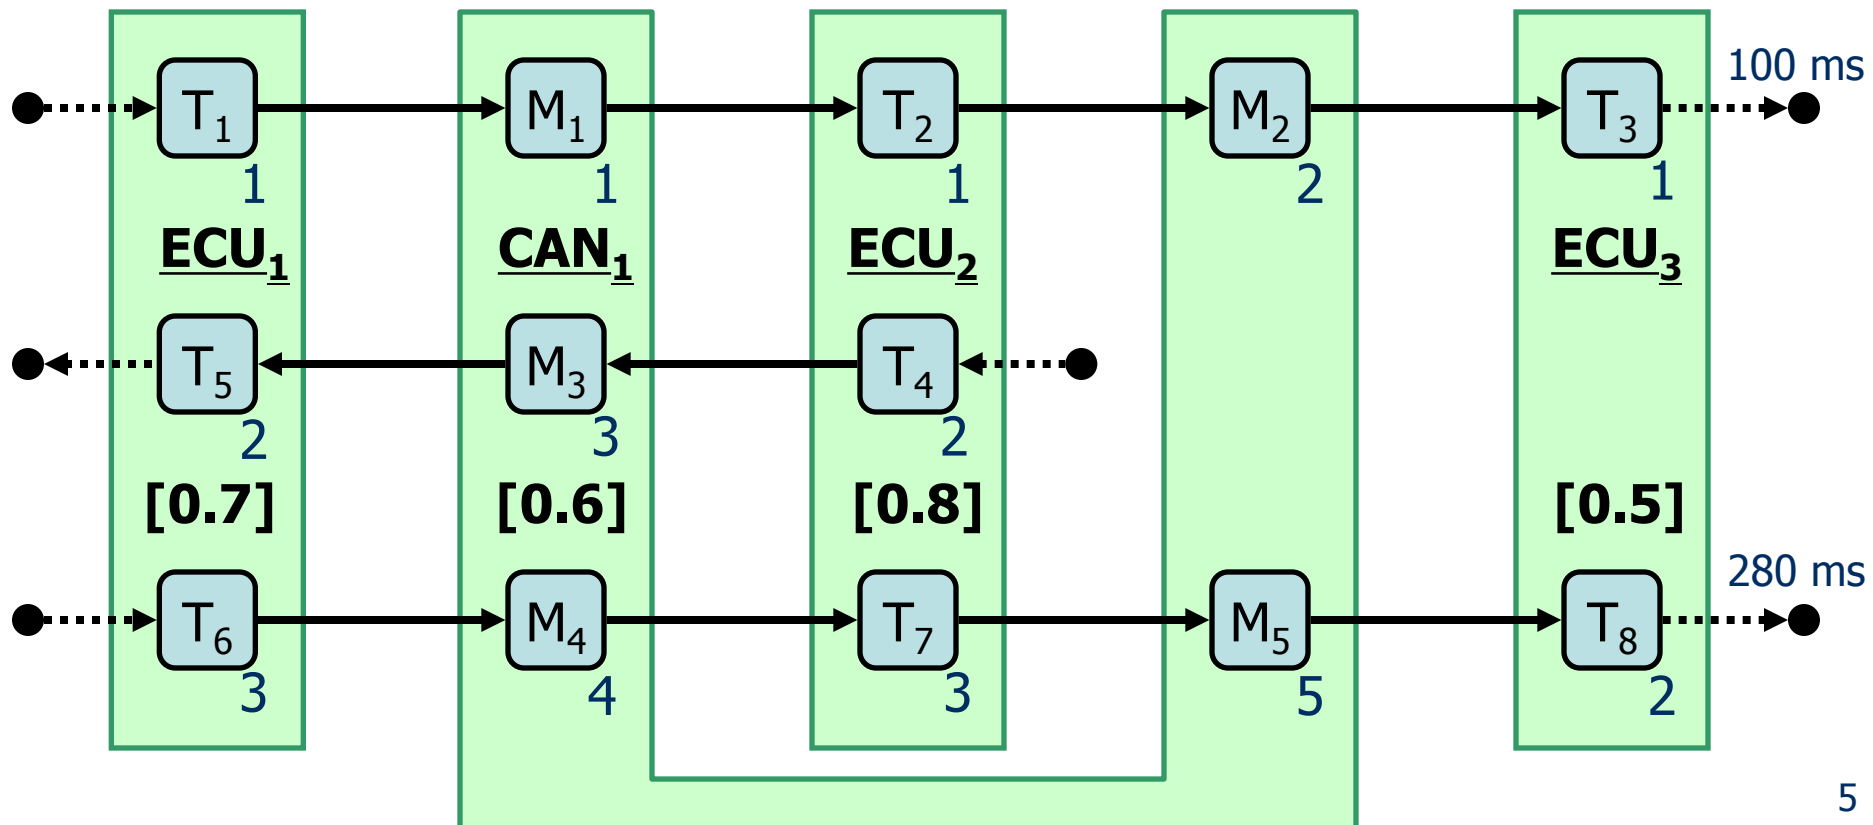 100 ms
T1 M1 T2 M2 T3
1 1 1 2 1
ECU1 CAN1 ECU2 ECU3
T5 M3 T4
2 3 2
[0.7] [0.6] [0.8] [0.5]
280 ms
T6 M4 T7 M5 T8
3 4 3 5 2
5